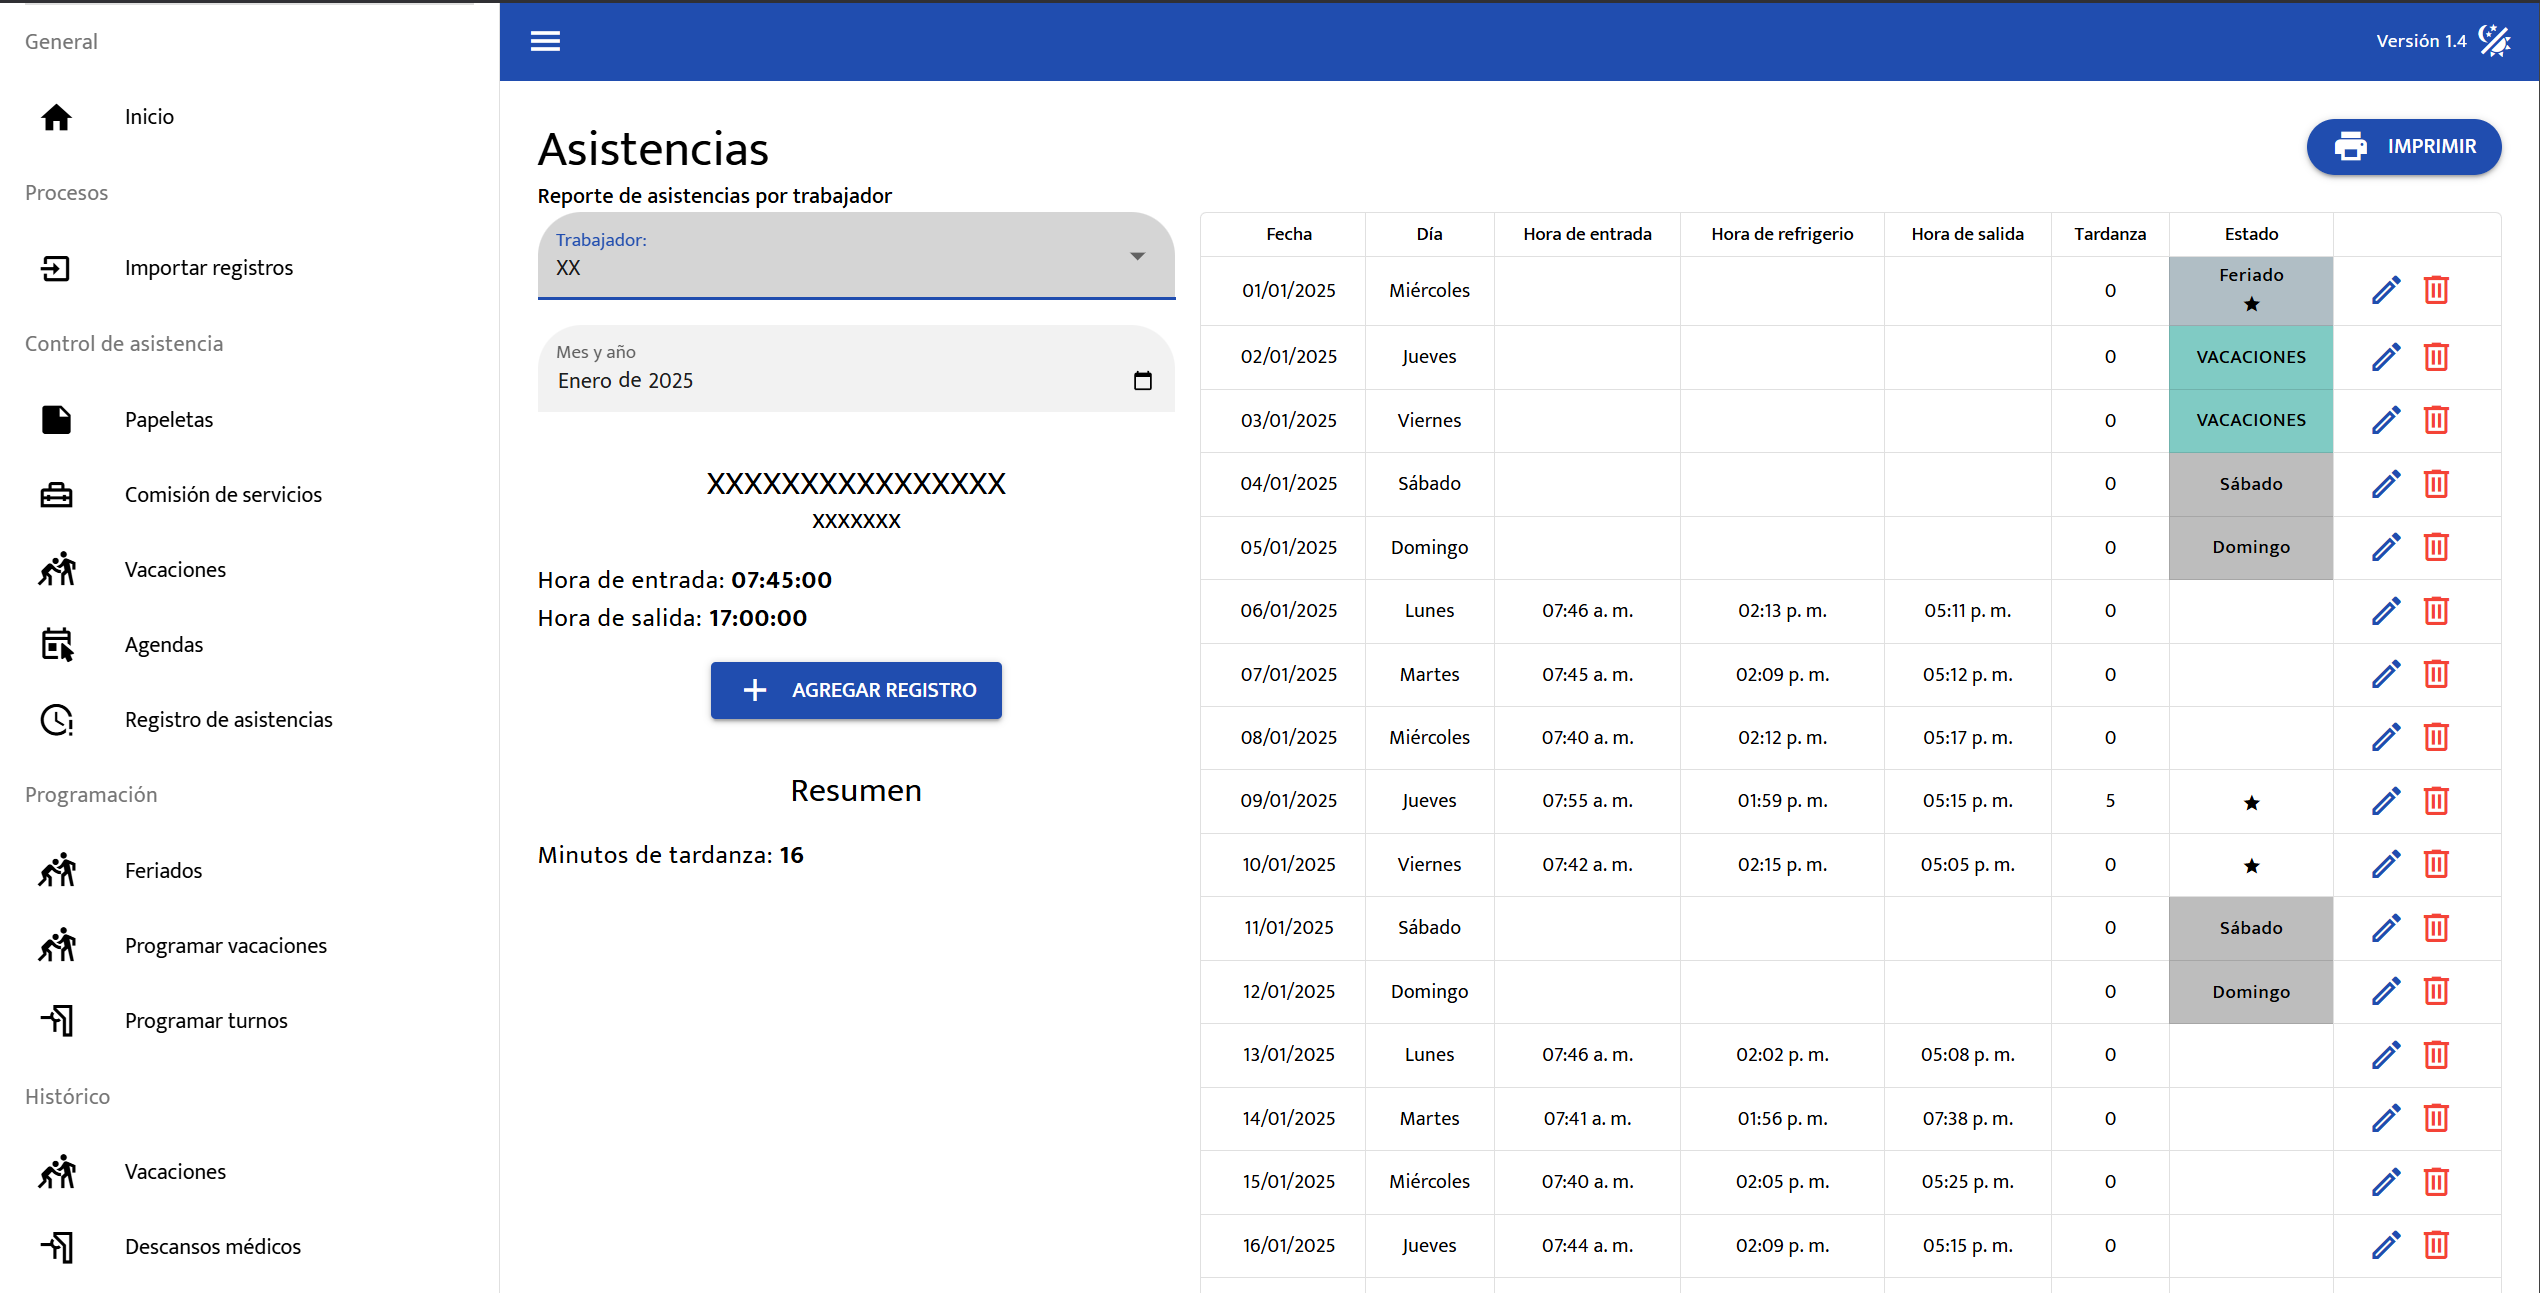 General
Inicio
Procesos
Importar registros
Control de asistencia
Papeletas
Comisión de servicios
Vacaciones
Agendas
Registro de asistencias
Programación
Feriados
Programar vacaciones
Programar turnos
Histórico
Vacaciones
Descansos médicos
Versión 1.4
Asistencias
IMPRIMIR
Reporte de asistencias por trabajador
Trabajador:
XX
Mes y año
Enero de 2025
XXXXXXXXXXXXXXXX
XXXXXXX
Hora de entrada: 07:45:00
Hora de salida: 17:00:00
AGREGAR REGISTRO
Resumen
Minutos de tardanza: 16
Fecha Día Hora de entrada Hora de refrigerio Hora de salida Tardanza Estado
01/01/2025 Miércoles 0 Feriado
02/01/2025 Jueves 0 VACACIONES
03/01/2025 Viernes 0 VACACIONES
04/01/2025 Sábado 0 Sábado
05/01/2025 Domingo 0 Domingo
06/01/2025 Lunes 07:46 a. m. 02:13 p. m. 05:11 p. m. 0
07/01/2025 Martes 07:45 a. m. 02:09 p. m. 05:12 p. m. 0
08/01/2025 Miércoles 07:40 a. m. 02:12 p. m. 05:17 p. m. 0
09/01/2025 Jueves 07:55 a. m. 01:59 p. m. 05:15 p. m. 5
10/01/2025 Viernes 07:42 a. m. 02:15 p. m. 05:05 p. m. 0
11/01/2025 Sábado 0 Sábado
12/01/2025 Domingo 0 Domingo
13/01/2025 Lunes 07:46 a. m. 02:02 p. m. 05:08 p. m. 0
14/01/2025 Martes 07:41 a. m. 01:56 p. m. 07:38 p. m. 0
15/01/2025 Miércoles 07:40 a. m. 02:05 p. m. 05:25 p. m. 0
16/01/2025 Jueves 07:44 a. m. 02:09 p. m. 05:15 p. m. 0